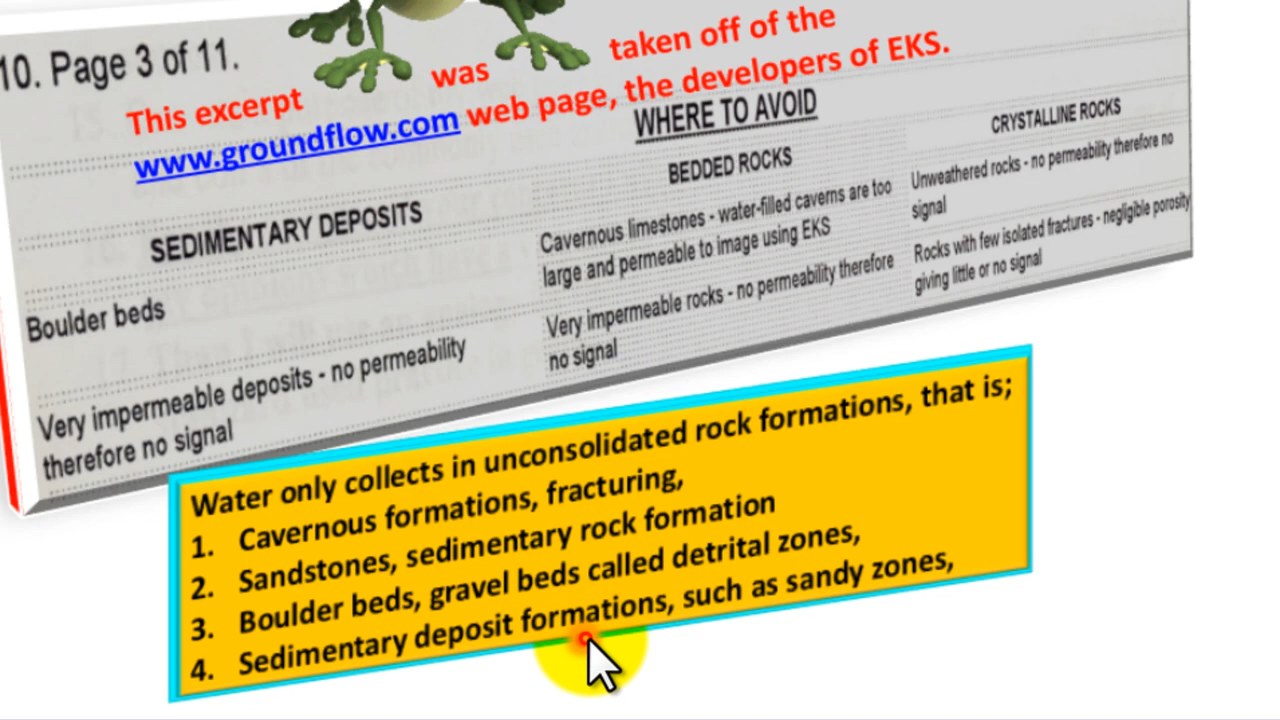 10. Page 3 of 11.
This excerpt was taken off of the
www.groundflow.com web page, the developers of EKS.
WHERE TO AVOID
SEDIMENTARY DEPOSITS
Boulder beds
Very impermeable deposits - no permeability
therefore no signal
BEDDED ROCKS
Cavernous limestones - water-filled caverns are too
large and permeable to image using EKS
Very impermeable rocks - no permeability therefore
no signal
CRYSTALLINE ROCKS
Unweathered rocks - no permeability therefore no
signal
Rocks with few isolated fractures - negligible porosity
giving little or no signal
Water only collects in unconsolidated rock formations, that is;
1. Cavernous formations, fracturing,
2. Sandstones, sedimentary rock formation
3. Boulder beds, gravel beds called detrital zones,
4. Sedimentary deposit formations, such as sandy zones,